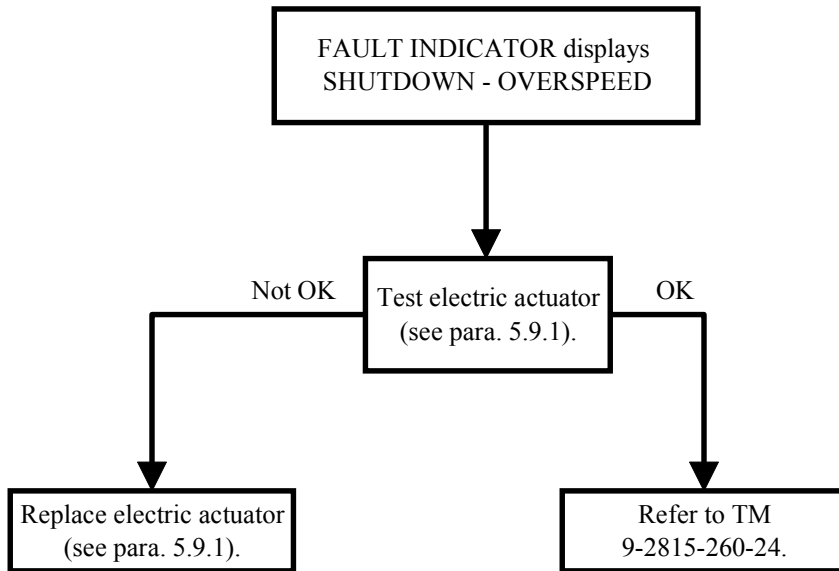 FAULT INDICATOR displays
SHUTDOWN - OVERSPEED
Not OK
Test electric actuator
(see para. 5.9.1).
OK
Replace electric actuator
(see para. 5.9.1).
Refer to TM
9-2815-260-24.